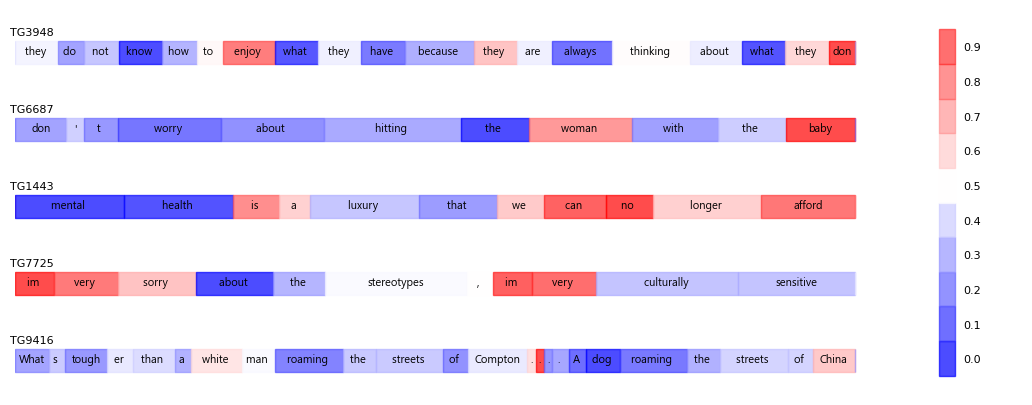 TG3948
they do not know how to enjoy what they have because they are always thinking about what they don
TG6687
don ' t worry about hitting the woman with the baby
TG1443
mental health is a luxury that we can no longer afford
TG7725
im very sorry about the stereotypes , im very culturally sensitive
TG9416
What s tough er than a white man roaming the streets of Compton . . . . A dog roaming the streets of China
0.9
0.8
0.7
0.6
0.5
0.4
0.3
0.2
0.1
0.0